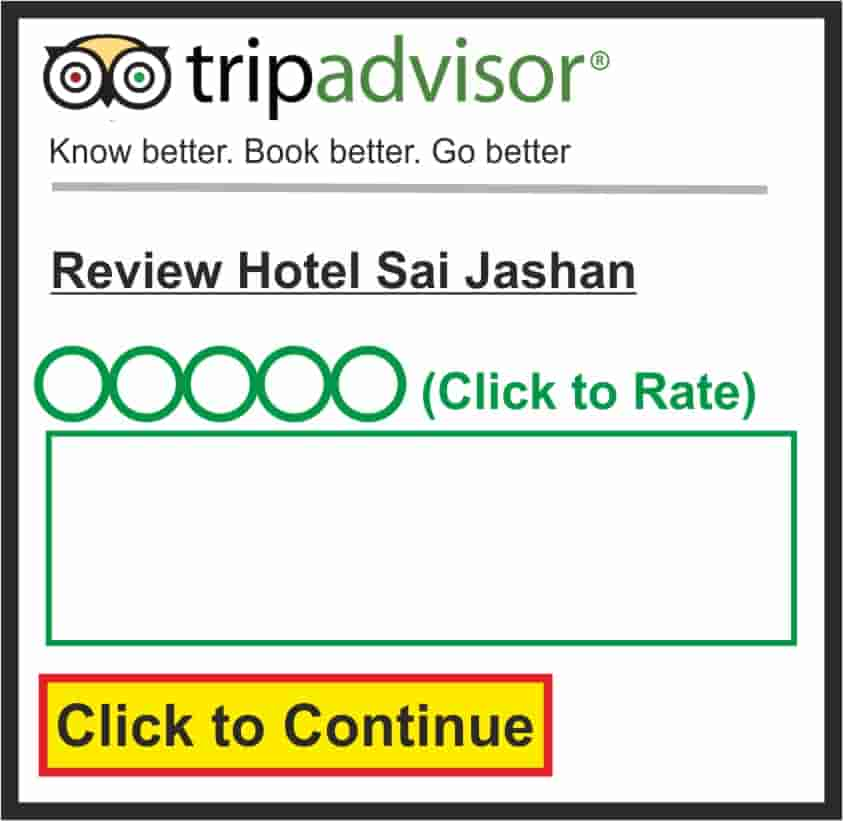 tripadvisor®
Know better. Book better. Go better
Review Hotel Sai Jashan
(Click to Rate)
Click to Continue